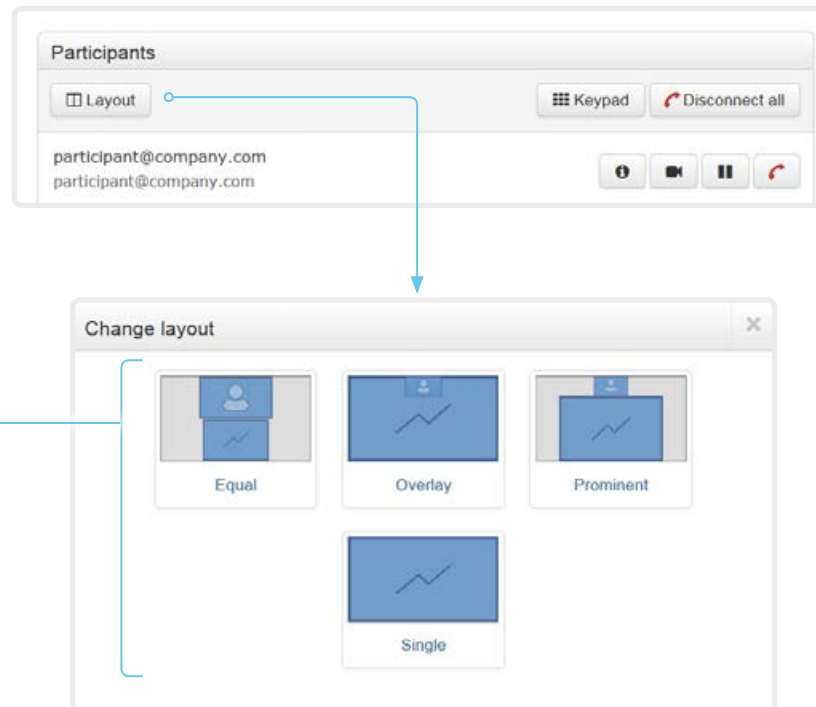 Participants
Layout Keypad Disconnect all
participant@company.com
participant@company.com
Change layout
Equal Overlay Prominent
Single